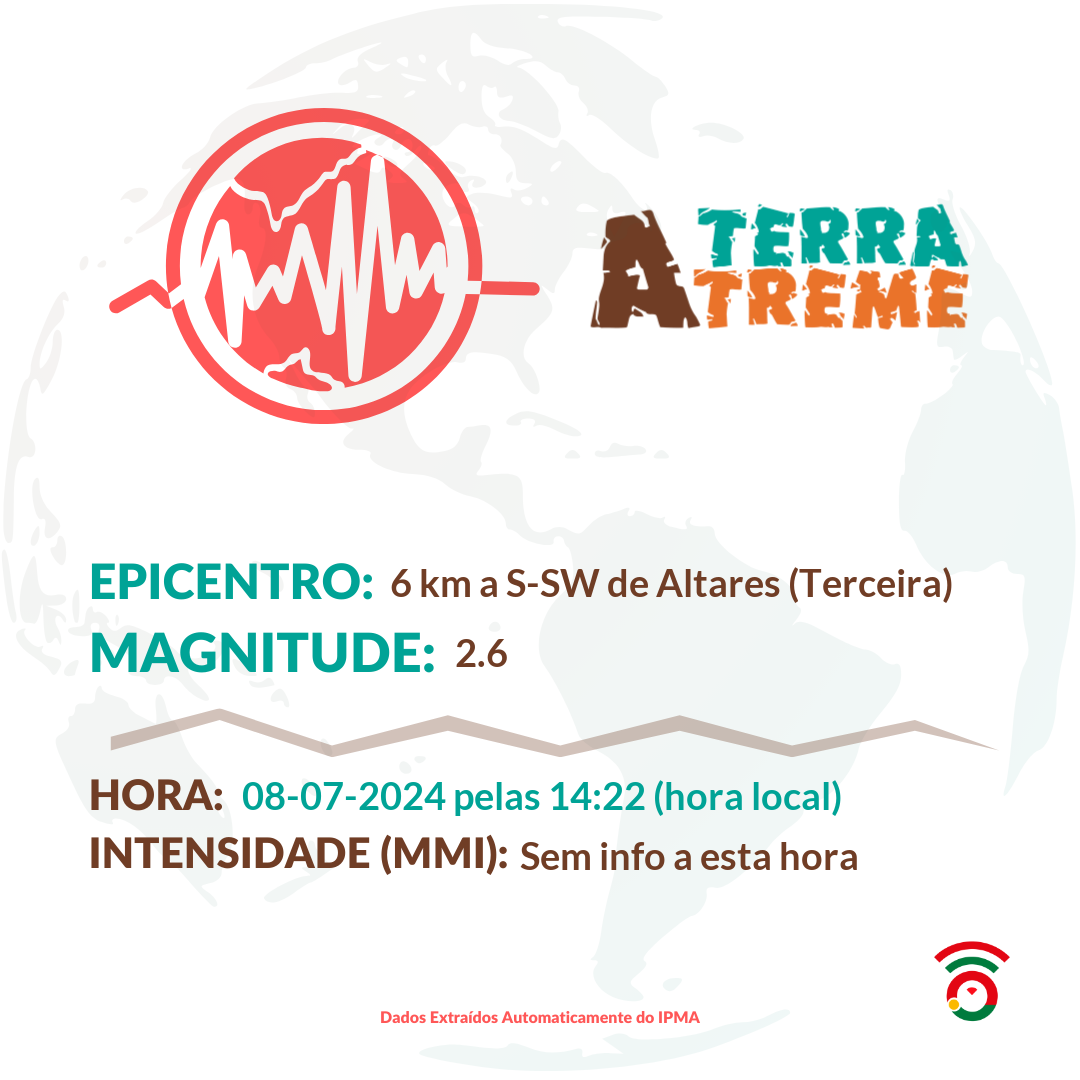 A TERRA
TREME
EPICENTRO: 6 km a S-SW de Altares (Terceira)
MAGNITUDE: 2.6
HORA: 08-07-2024 pelas 14:22 (hora local)
INTENSIDADE (MMI): Sem info a esta hora
Dados Extraídos Automaticamente do IPMA